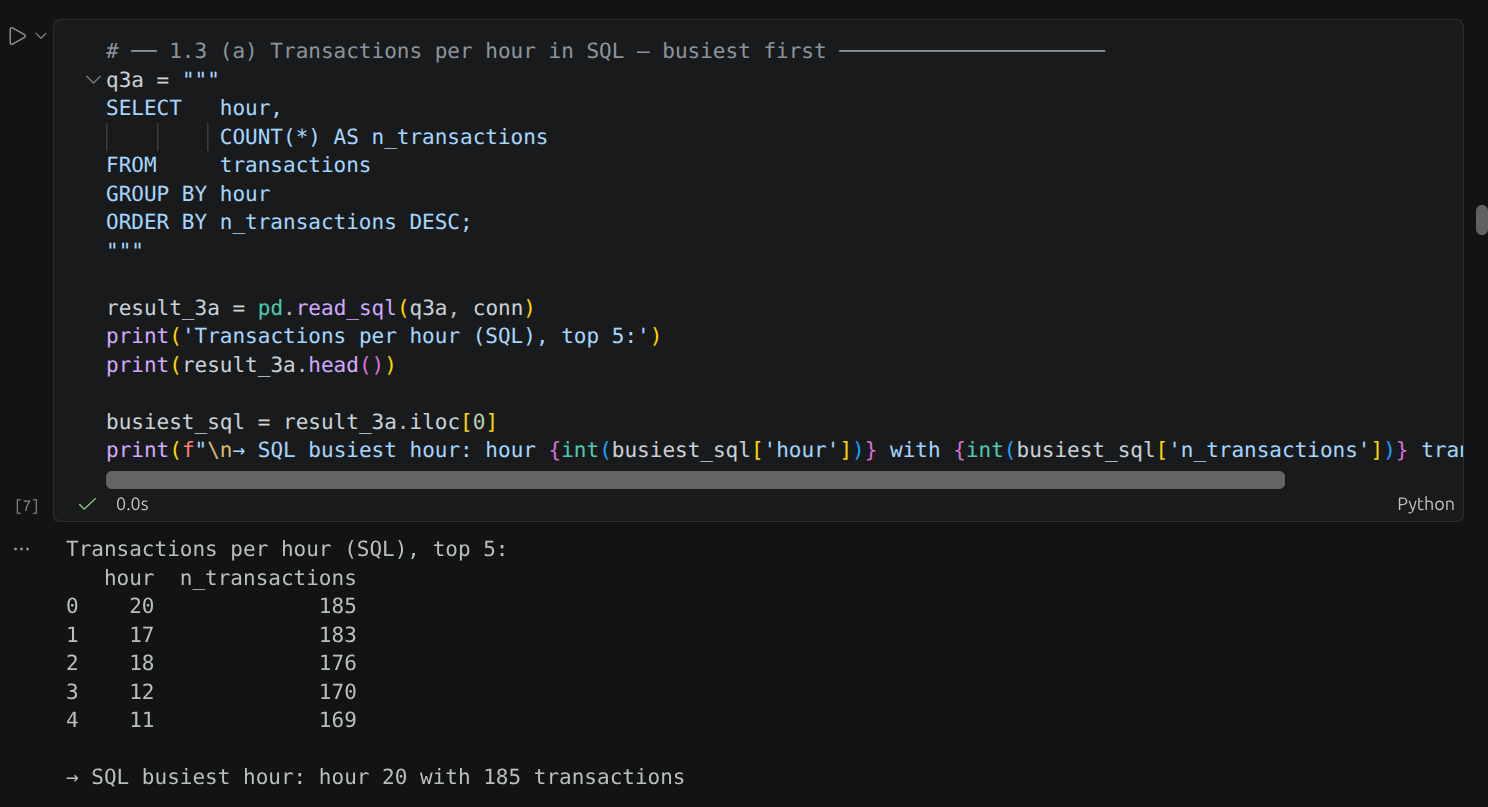 # ── 1.3 (a) Transactions per hour in SQL — busiest first ─────────────────────
q3a = """
SELECT   hour,
         COUNT(*) AS n_transactions
FROM     transactions
GROUP BY hour
ORDER BY n_transactions DESC;
"""
result_3a = pd.read_sql(q3a, conn)
print('Transactions per hour (SQL), top 5:')
print(result_3a.head())
busiest_sql = result_3a.iloc[0]
print(f"\n→ SQL busiest hour: hour {int(busiest_sql['hour'])} with {int(busiest_sql['n_transactions'])} tran
[7]
0.0s
Python
Transactions per hour (SQL), top 5:
   hour  n_transactions
0    20             185
1    17             183
2    18             176
3    12             170
4    11             169
→ SQL busiest hour: hour 20 with 185 transactions